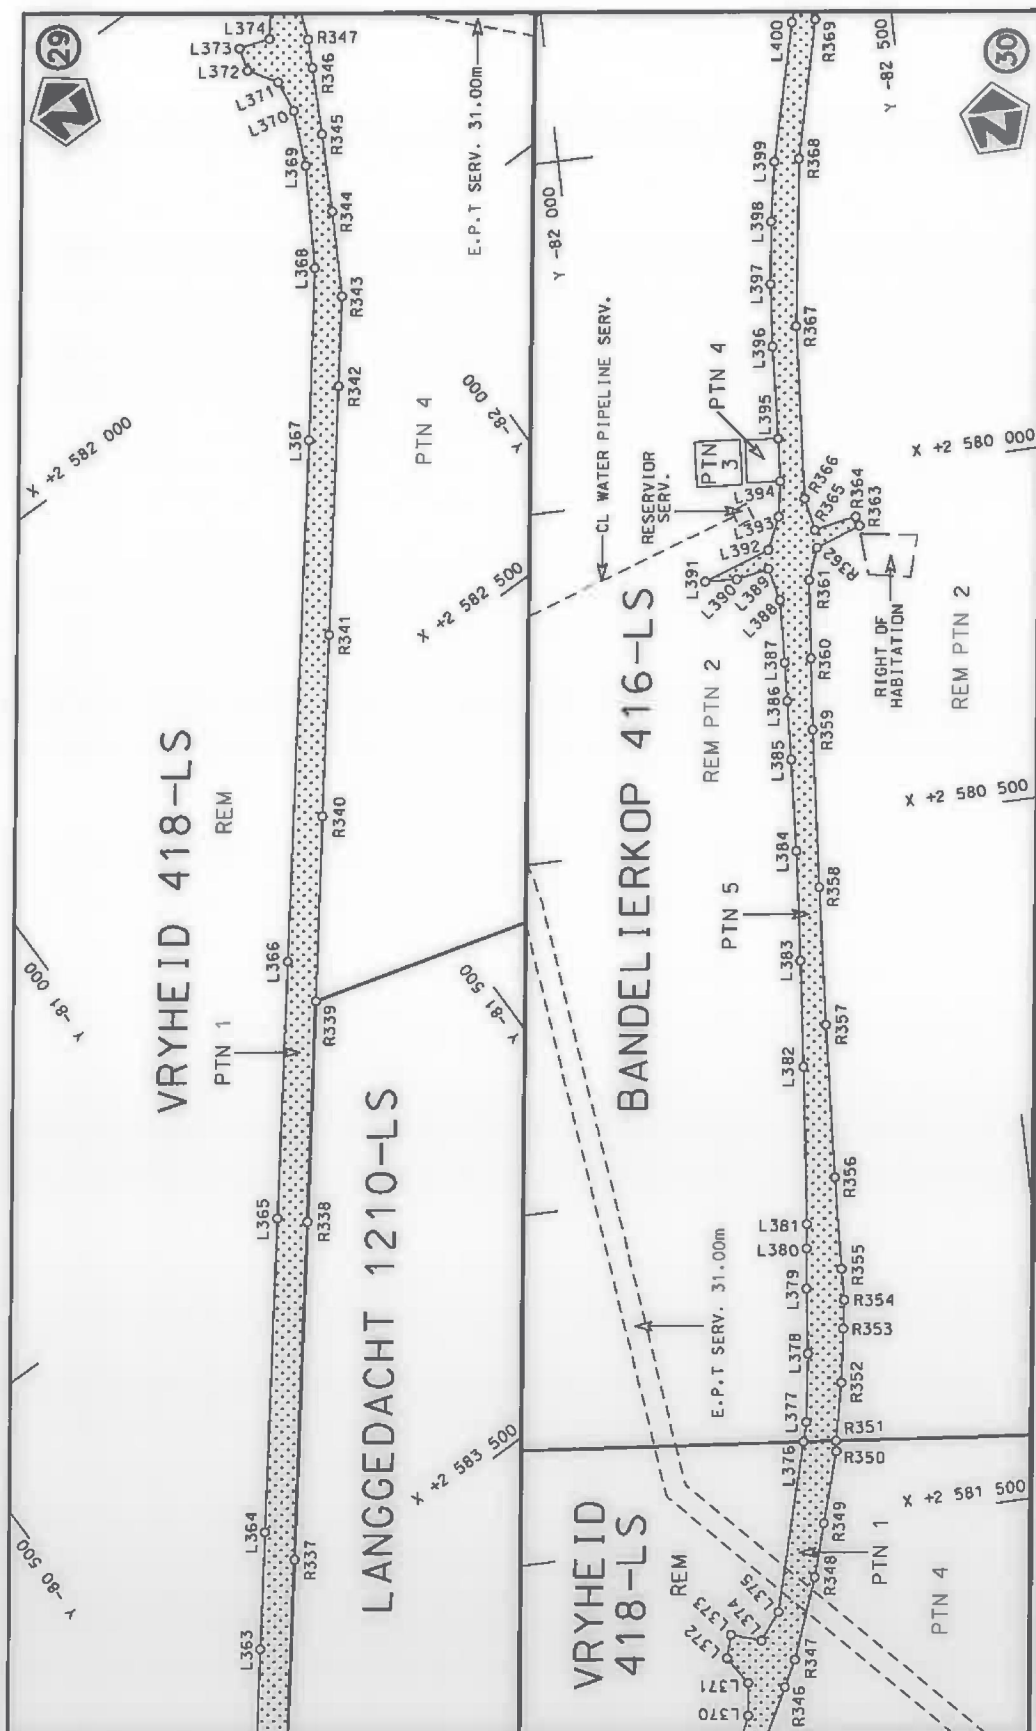 29
L374
L373
L372
L371
L370
L369
L368
L367
L366
L365
L364
L363
R347
R346
R345
R344
R343
R342
R341
R340
R339
R338
R337
E.P.T SERV. 31.00m
X +2 582 000
PTN 4
Y -82 000
X +2 582 500
VRYHEID 418-LS
REM
Y -81 000
PTN 1
Y -81 500
LANGGEDACHT 1210-LS
X +2 583 500
Y -80 500
30
L400
L399
L398
L397
L396
L395
L394
L393
L392
L391
L390
L389
L388
L387
L386
L385
L384
L383
L382
L381
L380
L379
L378
L377
L376
L375
L374
L373
L372
L371
L370
R369
R368
R367
R366
R365
R364
R363
R362
R361
R360
R359
R358
R357
R356
R355
R354
R353
R352
R351
R350
R349
R348
R347
R346
Y -82 500
Y -82 000
CL WATER PIPELINE SERV.
PTN 4
PTN
3
RESERVIOR
SERV.
X +2 580 000
RIGHT OF
HABITATION
REM PTN 2
REM PTN 2
BANDELIERKOP 416-LS
X +2 580 500
PTN 5
E.P.T SERV. 31.00m
X +2 581 500
VRYHEID
418-LS
REM
PTN 1
PTN 4